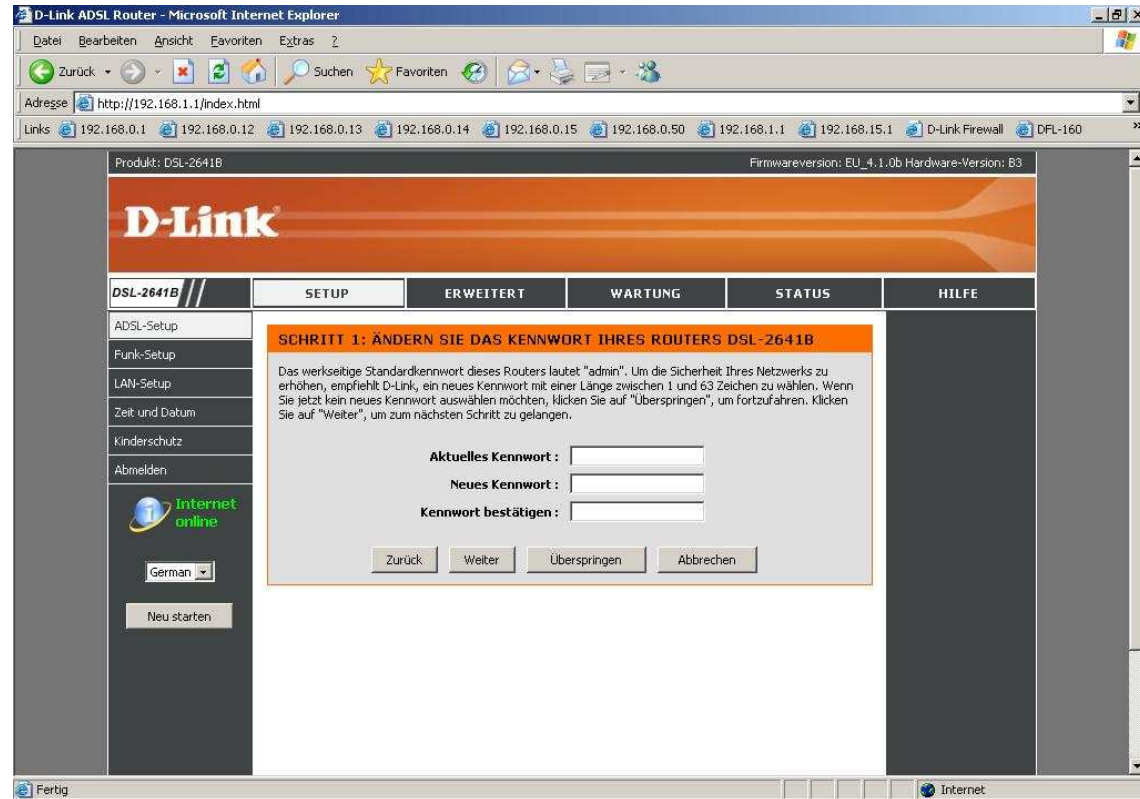 D-Link ADSL Router - Microsoft Internet Explorer
Datei Bearbeiten Ansicht Favoriten Extras ?
Zurück Suchen Favoriten
Adresse http://192.168.1.1/index.html
Links 192.168.0.1 192.168.0.12 192.168.0.13 192.168.0.14 192.168.0.15 192.168.0.50 192.168.1.1 192.168.15.1 D-Link Firewall DFL-160 »
Produkt: DSL-2641B Firmwareversion: EU_4.1.0b Hardware-Version: B3
D-Link®
DSL-2641B SETUP ERWEITERT WARTUNG STATUS HILFE
ADSL-Setup
Funk-Setup
LAN-Setup
Zeit und Datum
Kinderschutz
Abmelden
Internet
online
German
Neu starten
SCHRITT 1: ÄNDERN SIE DAS KENNWORT IHRES ROUTERS DSL-2641B
Das werkseitige Standardkennwort dieses Routers lautet "admin". Um die Sicherheit Ihres Netzwerks zu
erhöhen, empfiehlt D-Link, ein neues Kennwort mit einer Länge zwischen 1 und 63 Zeichen zu wählen. Wenn
Sie jetzt kein neues Kennwort auswählen möchten, klicken Sie auf "Überspringen", um fortzufahren. Klicken
Sie auf "Weiter", um zum nächsten Schritt zu gelangen.
Aktuelles Kennwort :
Neues Kennwort :
Kennwort bestätigen :
Zurück Weiter Überspringen Abbrechen
Fertig Internet